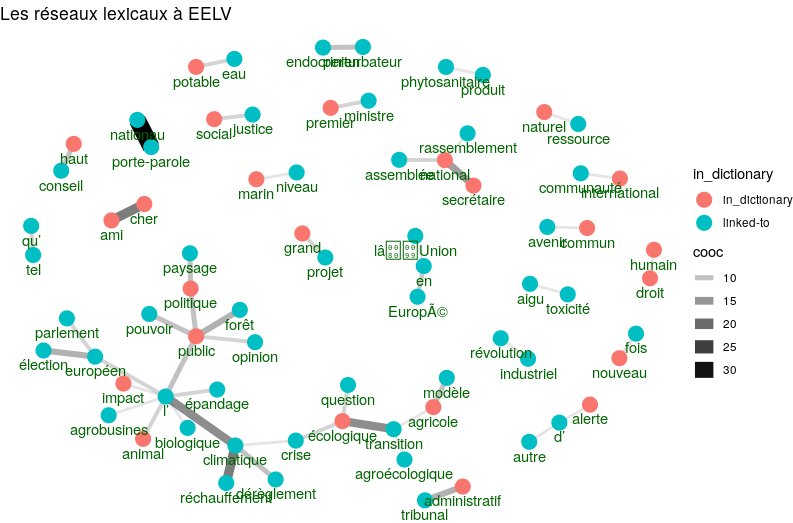 Les réseaux lexicaux à EELV
endocrinien
perturbateur
potable
eau
phytosanitaire
produit
social
justice
premier
ministre
naturel
ressource
nationau
porte-parole
rassemblement
assemblée
national
secrétaire
haut
conseil
marin
niveau
communauté
international
ami
cher
qu'
tel
grand
projet
lâUnion
en
EuropÃ©
avenir
commun
humain
droit
paysage
politique
aigu
toxicité
pouvoir
forêt
public
opinion
parlement
élection
européen
révolution
industriel
fois
nouveau
impact
l'
épandage
agrobusiness
biologique
animal
climatique
crise
réchauffement
dérèglement
question
modèle
agricole
écologique
transition
agroécologique
alerte
d'
autre
administratif
tribunal
in_dictionary
in_dictionary
linked-to
cooc
10
15
20
25
30